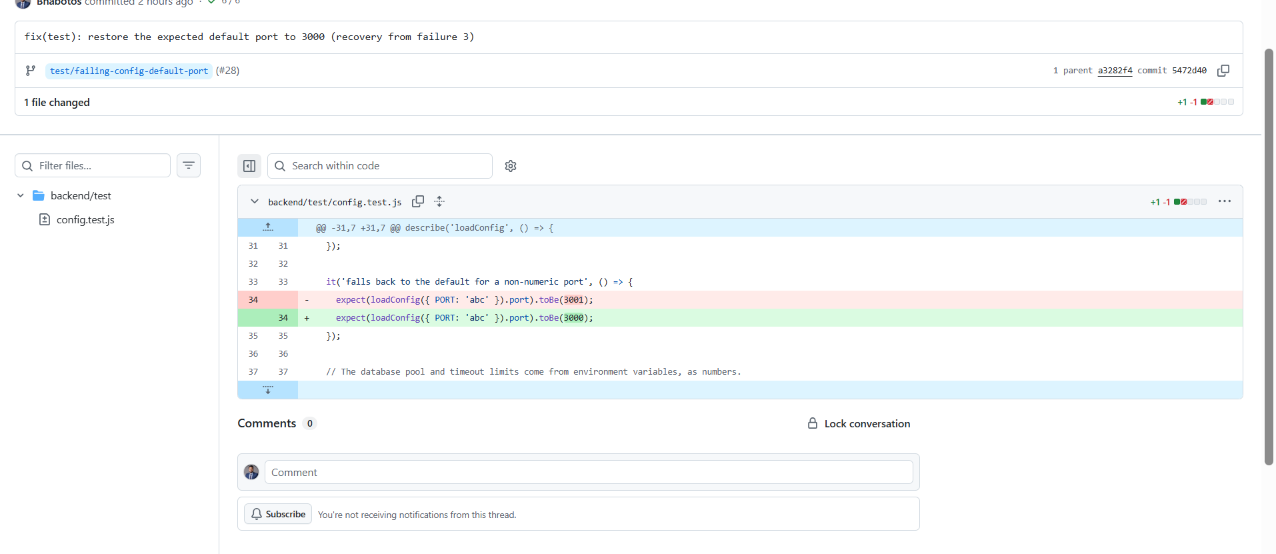 Bhabotos committed 2 hours ago · ✓ 6 / 6
fix(test): restore the expected default port to 3000 (recovery from failure 3)
test/failing-config-default-port (#28)
1 parent a3282f4 commit 5472d40
1 file changed
+1 -1
Filter files...
Search within code
backend/test
config.test.js
backend/test/config.test.js
+1 -1
@@ -31,7 +31,7 @@ describe('loadConfig', () => {
31 31 });
32 32
33 33 it('falls back to the default for a non-numeric port', () => {
34 - expect(loadConfig({ PORT: 'abc' }).port).toBe(3001);
34 + expect(loadConfig({ PORT: 'abc' }).port).toBe(3000);
35 35 });
36 36
37 37 // The database pool and timeout limits come from environment variables, as numbers.
Comments 0
Lock conversation
Comment
Subscribe You're not receiving notifications from this thread.